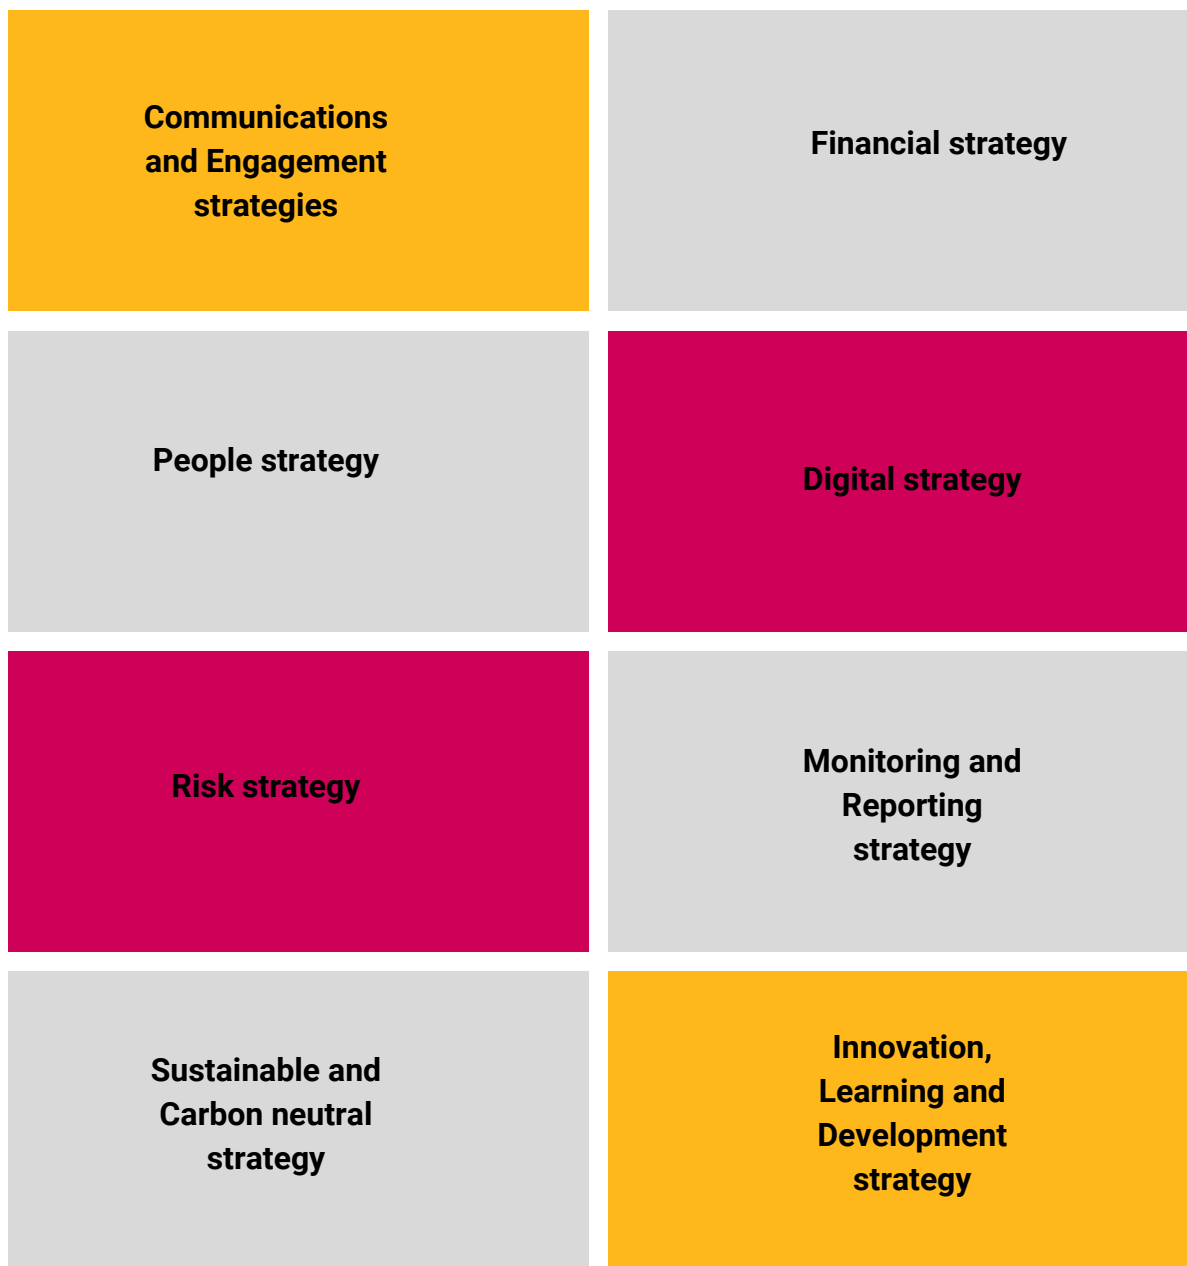 Communications
and Engagement
strategies
Financial strategy
People strategy
Digital strategy
Risk strategy
Monitoring and
Reporting
strategy
Sustainable and
Carbon neutral
strategy
Innovation,
Learning and
Development
strategy